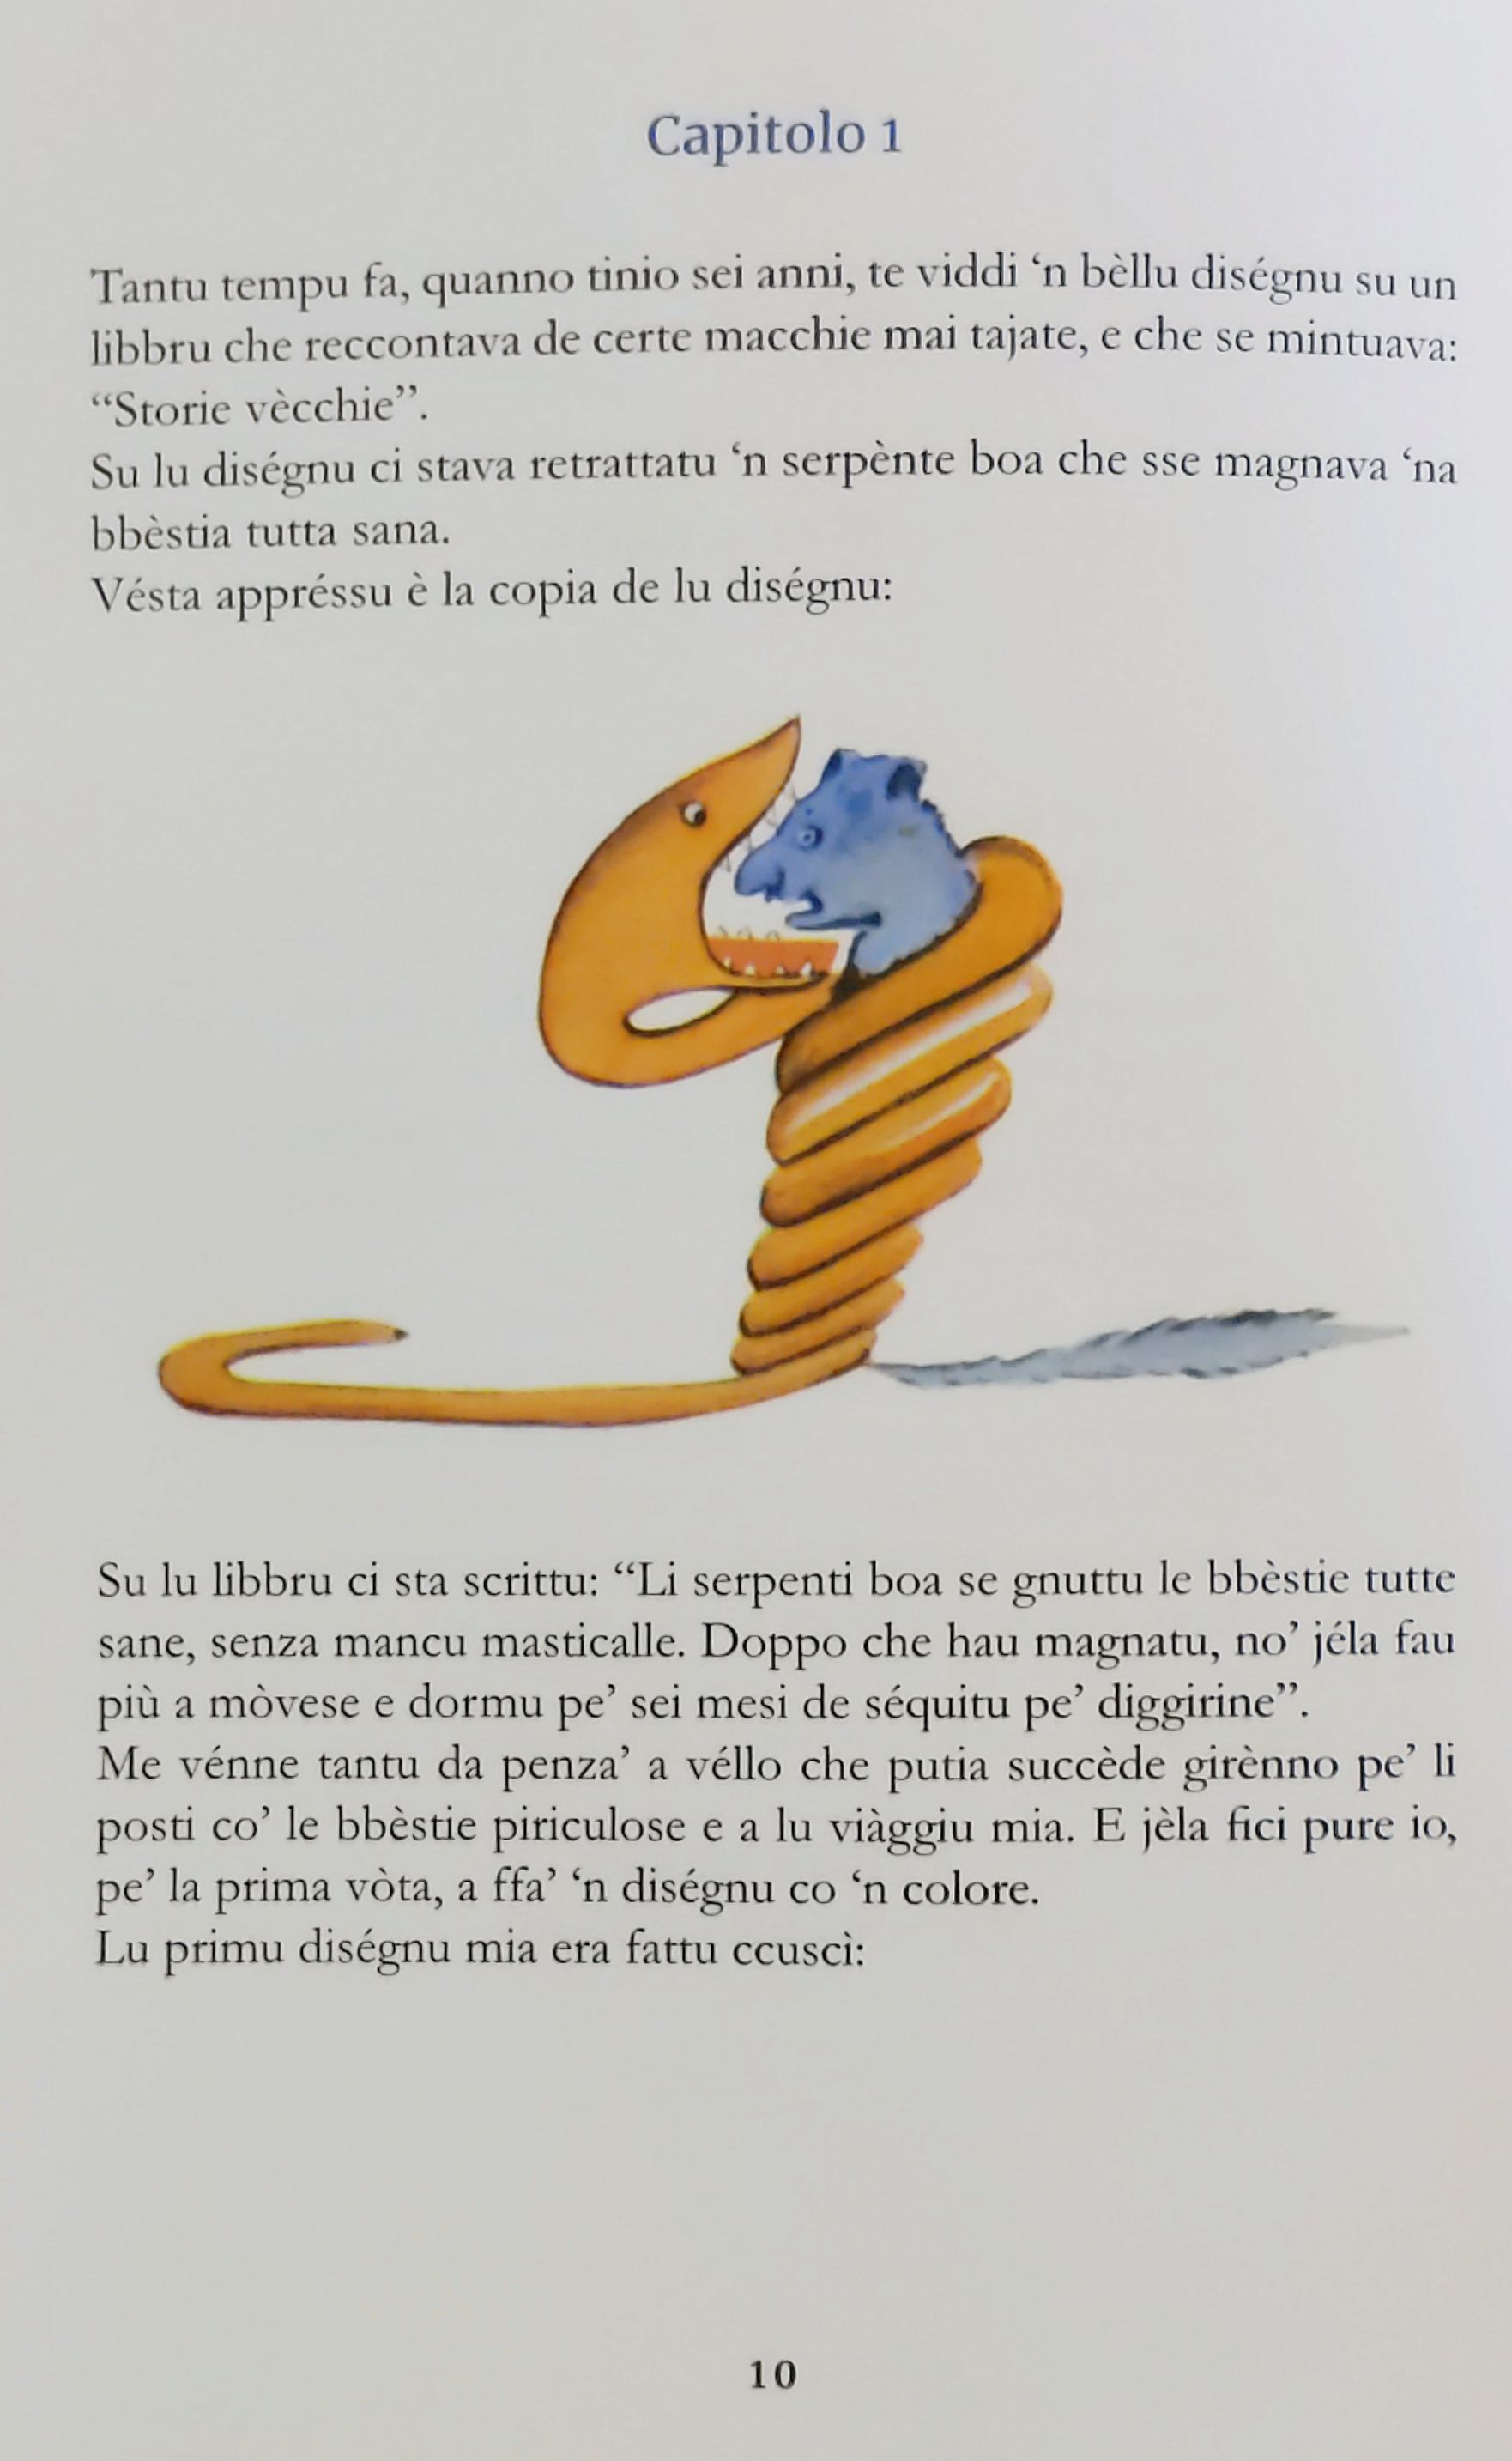 Capitolo 1
Tantu tempu fa, quanno tinio sei anni, te viddi ‘n bèllu diségnu su un
libbru che reccontava de certe macchie mai tajate, e che se mintuava:
“Storie vècchie”.
Su lu diségnu ci stava retrattatu ‘n serpènte boa che sse magnava ‘na
bbèstia tutta sana.
Vésta appréssu è la copia de lu diségnu:
Su lu libbru ci sta scrittu: “Li serpenti boa se gnuttu le bbèstie tutte
sane, senza mancu masticalle. Doppo che hau magnatu, no’ jéla fau
più a mòvese e dormu pe’ sei mesi de séquitu pe’ diggirine”.
Me vénne tantu da penza’ a véllo che putia succède girènno pe’ li
posti co’ le bbèstie piriculose e a lu viàggiu mia. E jèla fici pure io,
pe’ la prima vòta, a ffa’ ‘n diségnu co ‘n colore.
Lu primu diségnu mia era fattu ccuscì:
10